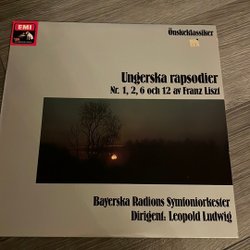 EMI
Önskeklassiker
Ungerska rapsodier
Nr. 1, 2, 6 och 12 av Franz Liszt
Bayerska Radions Symfoniorkester
Dirigent: Leopold Ludwig